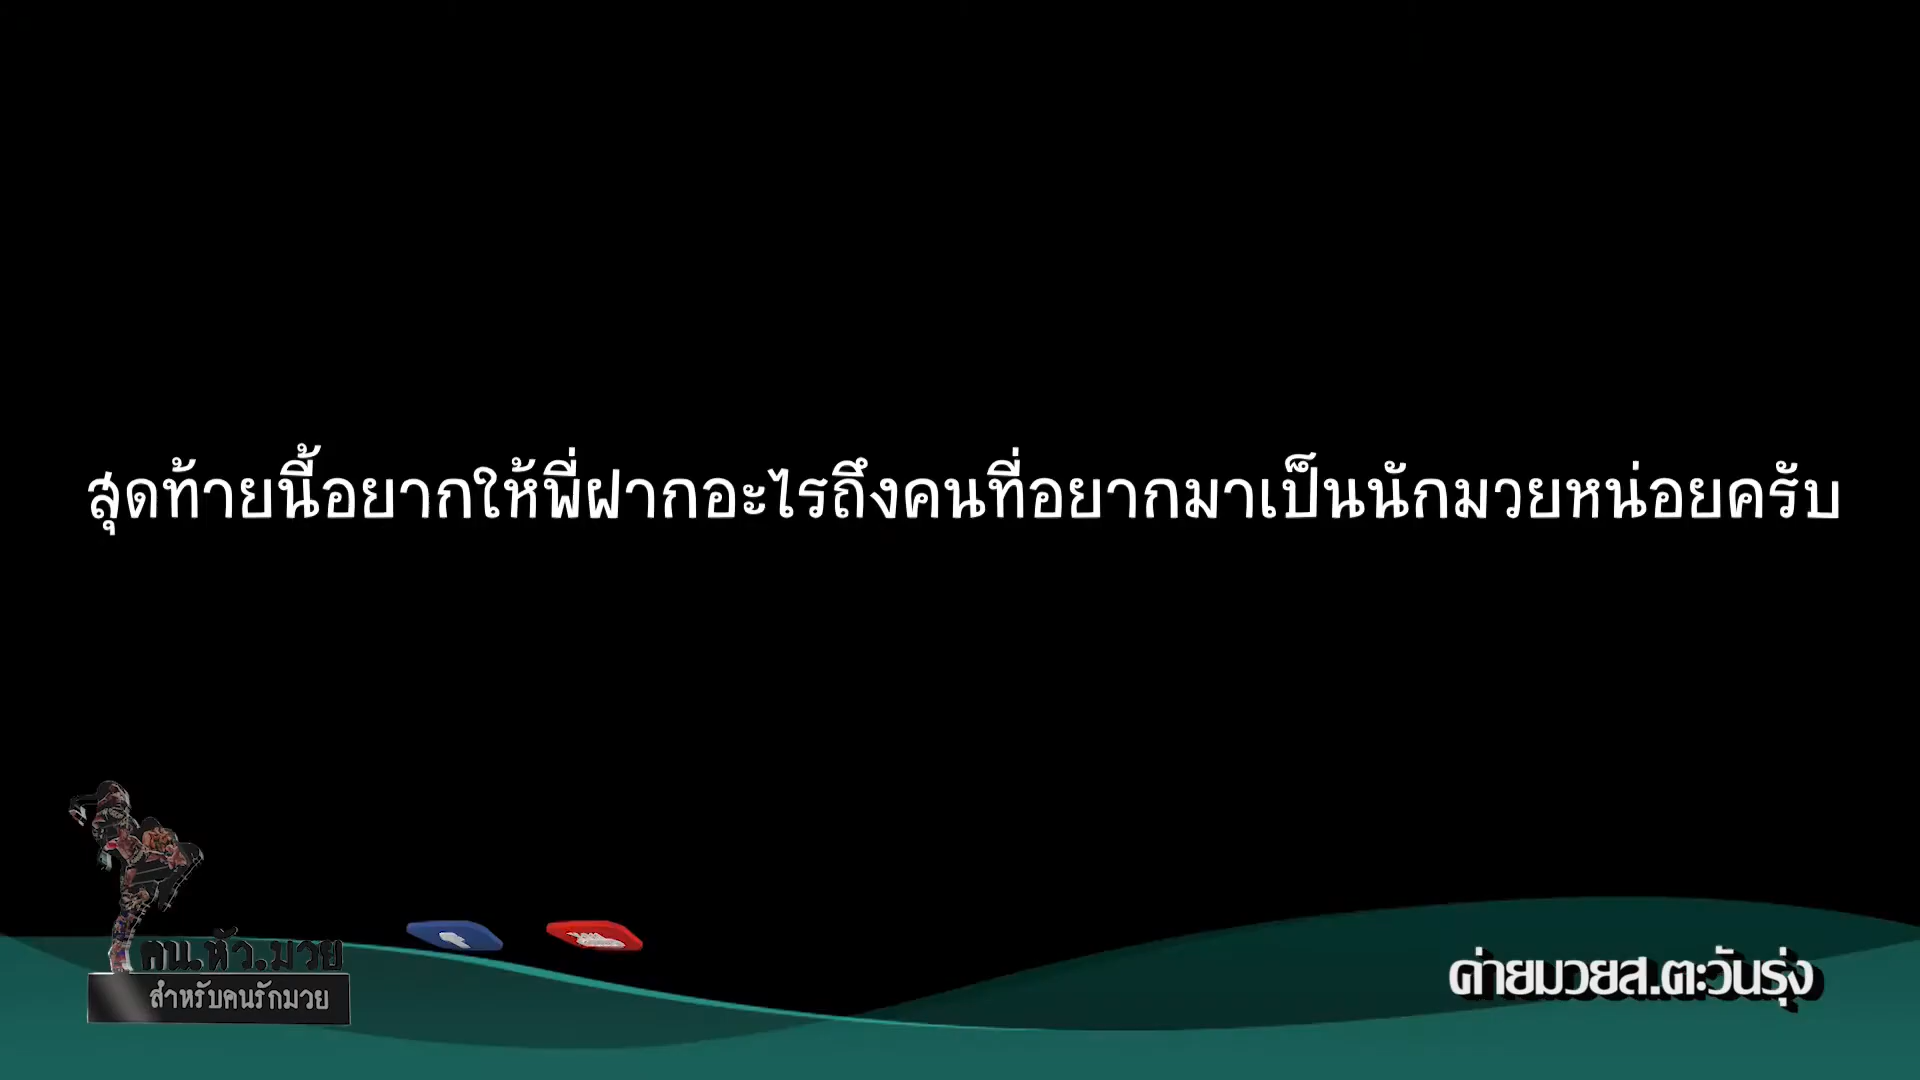 สุดท้ายนี้อยากให้พี่ฝากอะไรถึงคนที่อยากมาเป็นนักมวยหน่อยครับ
คน.หัว.มวย
สำหรับคนรักมวย
ค่ายมวยส.ตะวันรุ่ง